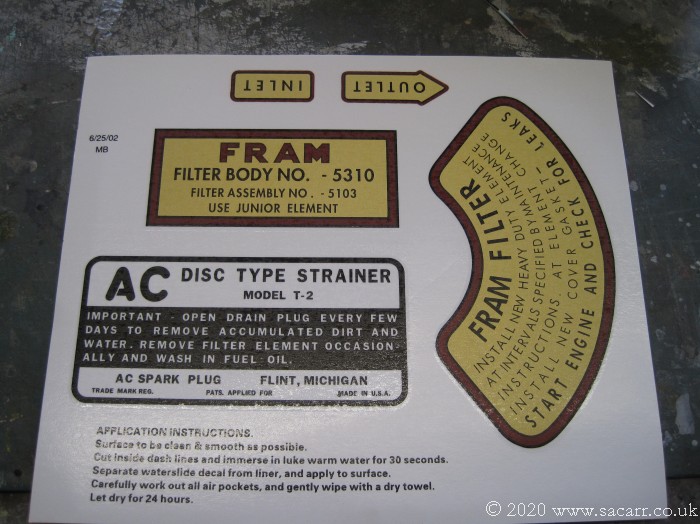 INLET
OUTLET
6/25/02
MB
FRAM
FILTER BODY NO. - 5310
FILTER ASSEMBLY NO. - 5103
USE JUNIOR ELEMENT
FRAM FILTER
INSTALL NEW HEAVY DUTY ELEMENT
AT INTERVALS SPECIFIED BY MAINTENANCE
INSTRUCTIONS. AT ELEMENT CHANGE
INSTALL NEW COVER GASKET -
START ENGINE AND CHECK FOR LEAKS
AC DISC TYPE STRAINER
MODEL T-2
IMPORTANT - OPEN DRAIN PLUG EVERY FEW
DAYS TO REMOVE ACCUMULATED DIRT AND
WATER. REMOVE FILTER ELEMENT OCCASION-
ALLY AND WASH IN FUEL OIL.
AC SPARK PLUG FLINT, MICHIGAN
TRADE MARK REG. PATS. APPLIED FOR MADE IN U.S.A.
APPLICATION INSTRUCTIONS.
Surface to be clean & smooth as possible.
Cut inside dash lines and immerse in luke warm water for 30 seconds.
Separate waterslide decal from liner, and apply to surface.
Carefully work out all air pockets, and gently wipe with a dry towel.
Let dry for 24 hours.
© 2020 www.sacarr.co.uk